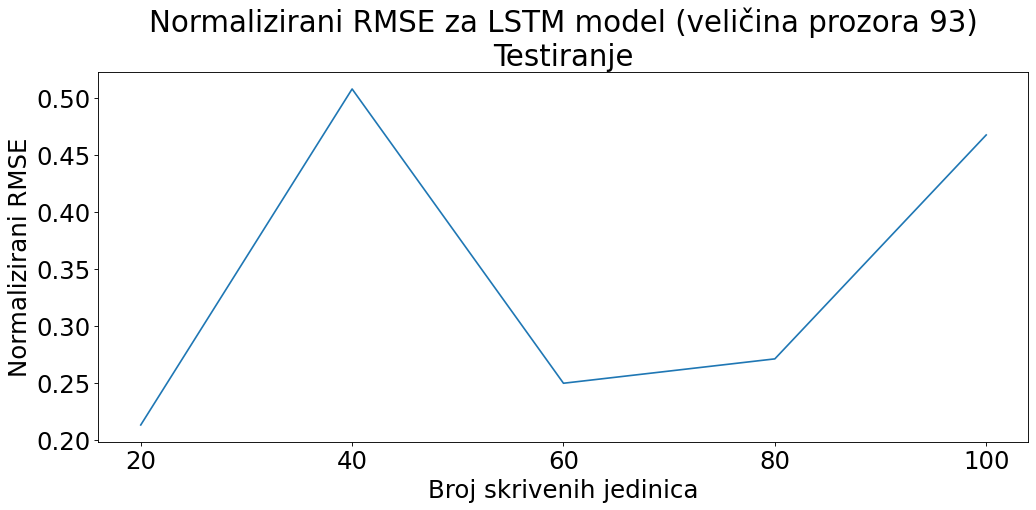 Normalizirani RMSE za LSTM model (veličina prozora 93)
Testiranje
Normalizirani RMSE
0.50
0.45
0.40
0.35
0.30
0.25
0.20
20 40 60 80 100
Broj skrivenih jedinica